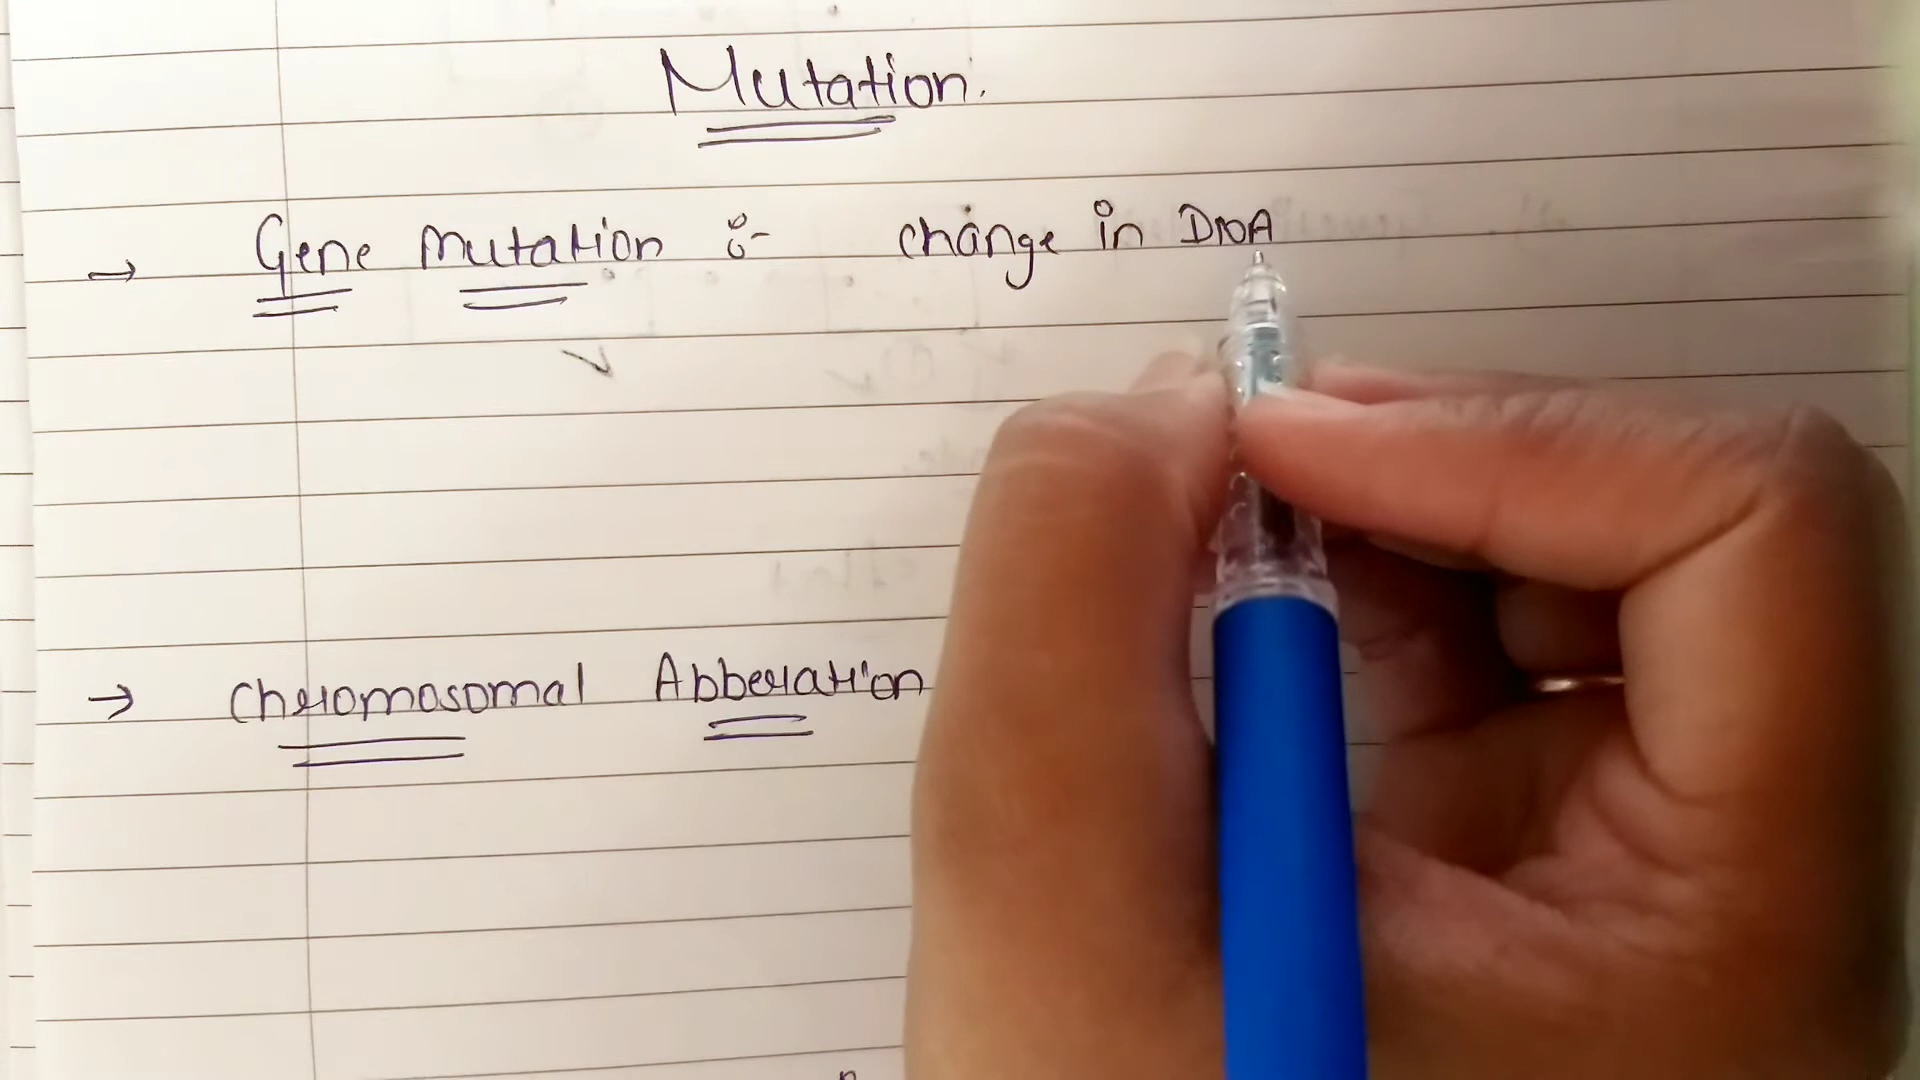 Mutation.
→ Gene Mutation :- change in DNA
→ Chromosomal Abberation